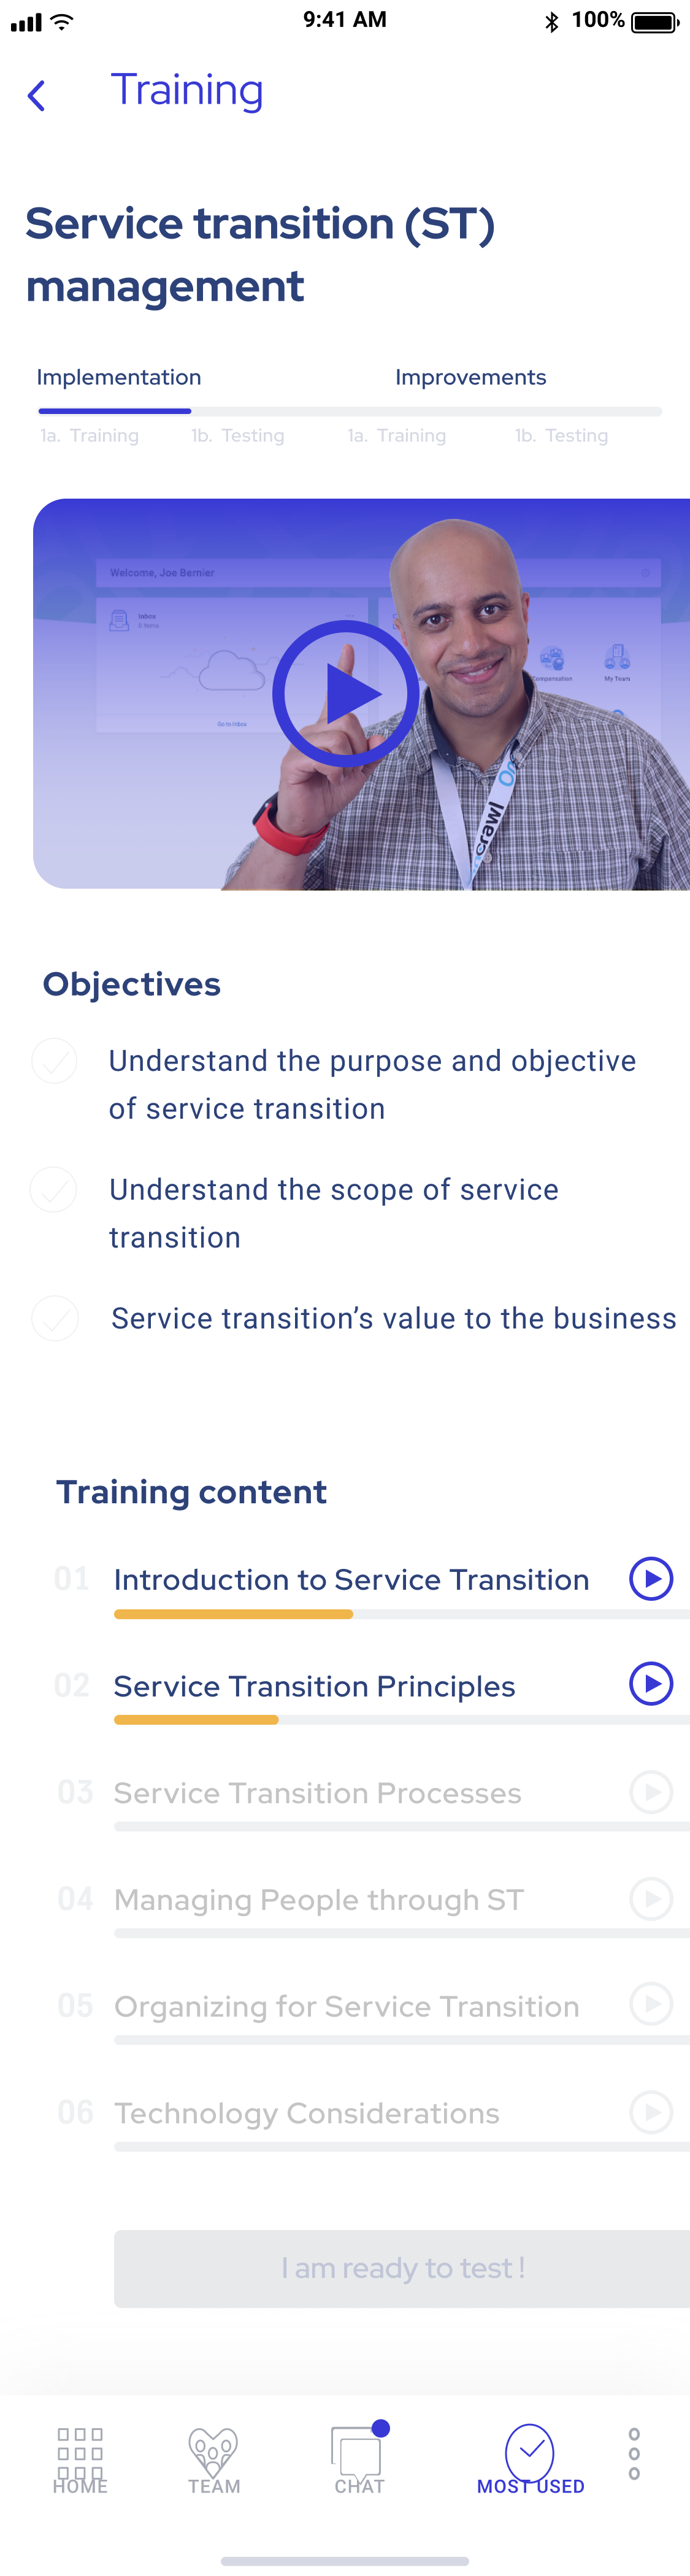 9:41 AM
100%
Training
Service transition (ST)
management
Implementation
Improvements
1a. Training
1b. Testing
1a. Training
1b. Testing
Welcome, Joe Bernier
Inbox
Go to Inbox
Compensation
My Team
crawl
Objectives
Understand the purpose and objective
of service transition
Understand the scope of service
transition
Service transition’s value to the business
Training content
01 Introduction to Service Transition
02 Service Transition Principles
03 Service Transition Processes
04 Managing People through ST
05 Organizing for Service Transition
06 Technology Considerations
I am ready to test !
HOME
TEAM
CHAT
MOST USED